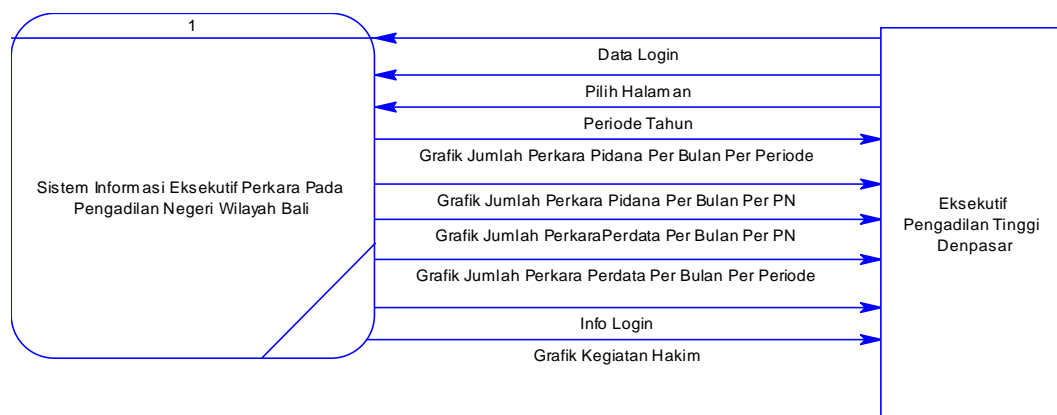 1
Data Login
Pilih Halaman
Periode Tahun
Grafik Jumlah Perkara Pidana Per Bulan Per Periode
Sistem Informasi Eksekutif Perkara Pada
Pengadilan Negeri Wilayah Bali
Grafik Jumlah Perkara Pidana Per Bulan Per PN
Grafik Jumlah PerkaraPerdata Per Bulan Per PN
Grafik Jumlah Perkara Perdata Per Bulan Per Periode
Info Login
Grafik Kegiatan Hakim
Eksekutif
Pengadilan Tinggi
Denpasar